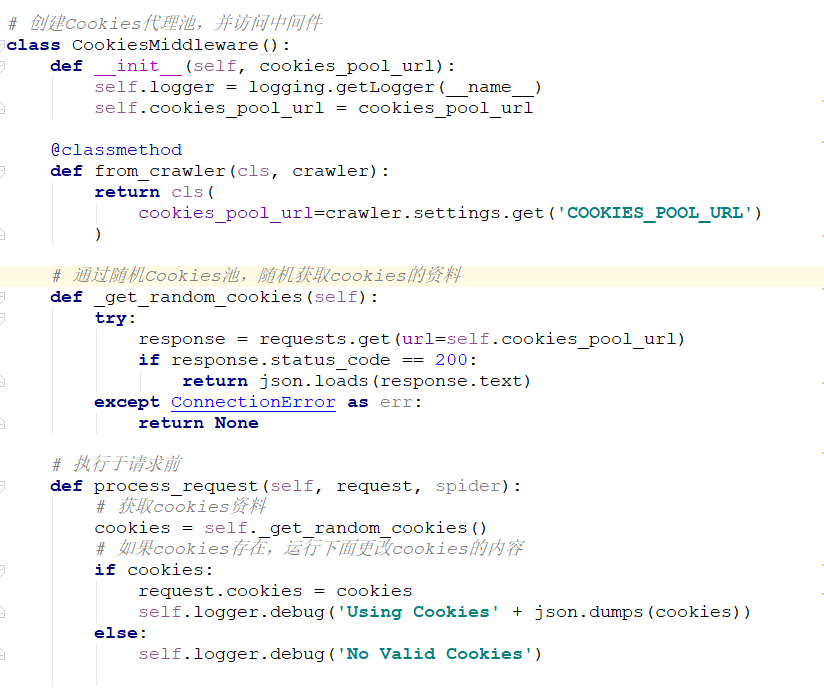 # 创建Cookies代理池，并访问中间件
class CookiesMiddleware():
    def __init__(self, cookies_pool_url):
        self.logger = logging.getLogger(__name__)
        self.cookies_pool_url = cookies_pool_url

    @classmethod
    def from_crawler(cls, crawler):
        return cls(
            cookies_pool_url=crawler.settings.get('COOKIES_POOL_URL')
        )

    # 通过随机Cookies池，随机获取cookies的资料
    def _get_random_cookies(self):
        try:
            response = requests.get(url=self.cookies_pool_url)
            if response.status_code == 200:
                return json.loads(response.text)
        except ConnectionError as err:
            return None

    # 执行于请求前
    def process_request(self, request, spider):
        # 获取cookies资料
        cookies = self._get_random_cookies()
        # 如果cookies存在，运行下面更改cookies的内容
        if cookies:
            request.cookies = cookies
            self.logger.debug('Using Cookies' + json.dumps(cookies))
        else:
            self.logger.debug('No Valid Cookies')